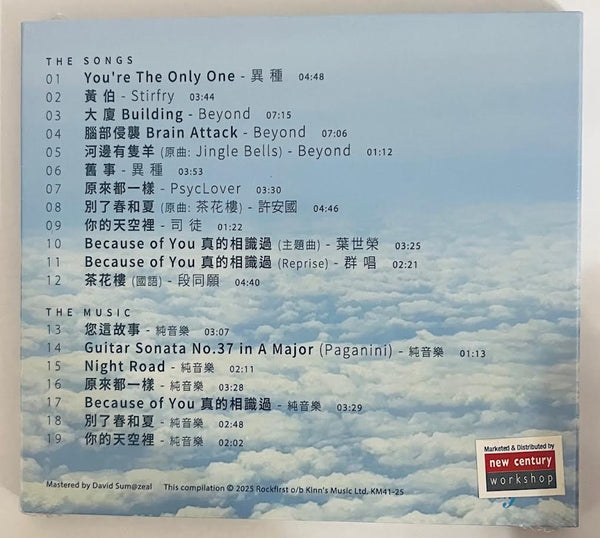 THE SONGS
01 You're The Only One - 異種 04:48
02 黃伯 - Stirfry 03:44
03 大廈 Building - Beyond 07:15
04 腦部侵襲 Brain Attack - Beyond 07:06
05 河邊有隻羊 (原曲: Jingle Bells) - Beyond 01:12
06 舊事 - 異種 03:53
07 原來都一樣 - PsycLover 03:30
08 別了春和夏 (原曲: 茶花樓) - 許安國 04:46
09 你的天空裡 - 司徒 01:22
10 Because of You 真的相識過 (主題曲) - 葉世榮 03:25
11 Because of You 真的相識過 (Reprise) - 群唱 02:21
12 茶花樓 (國語) - 段同願 04:40
THE MUSIC
13 您這故事 - 純音樂 03:07
14 Guitar Sonata No.37 in A Major (Paganini) - 純音樂 01:13
15 Night Road - 純音樂 02:11
16 原來都一樣 - 純音樂 03:28
17 Because of You 真的相識過 - 純音樂 03:29
18 別了春和夏 - 純音樂 02:48
19 你的天空裡 - 純音樂 02:02
Marketed & Distributed by
new century
workshop
Mastered by David Sum@zeal This compilation © 2025 Rockfirst o/b Kinn's Music Ltd. KM41-25